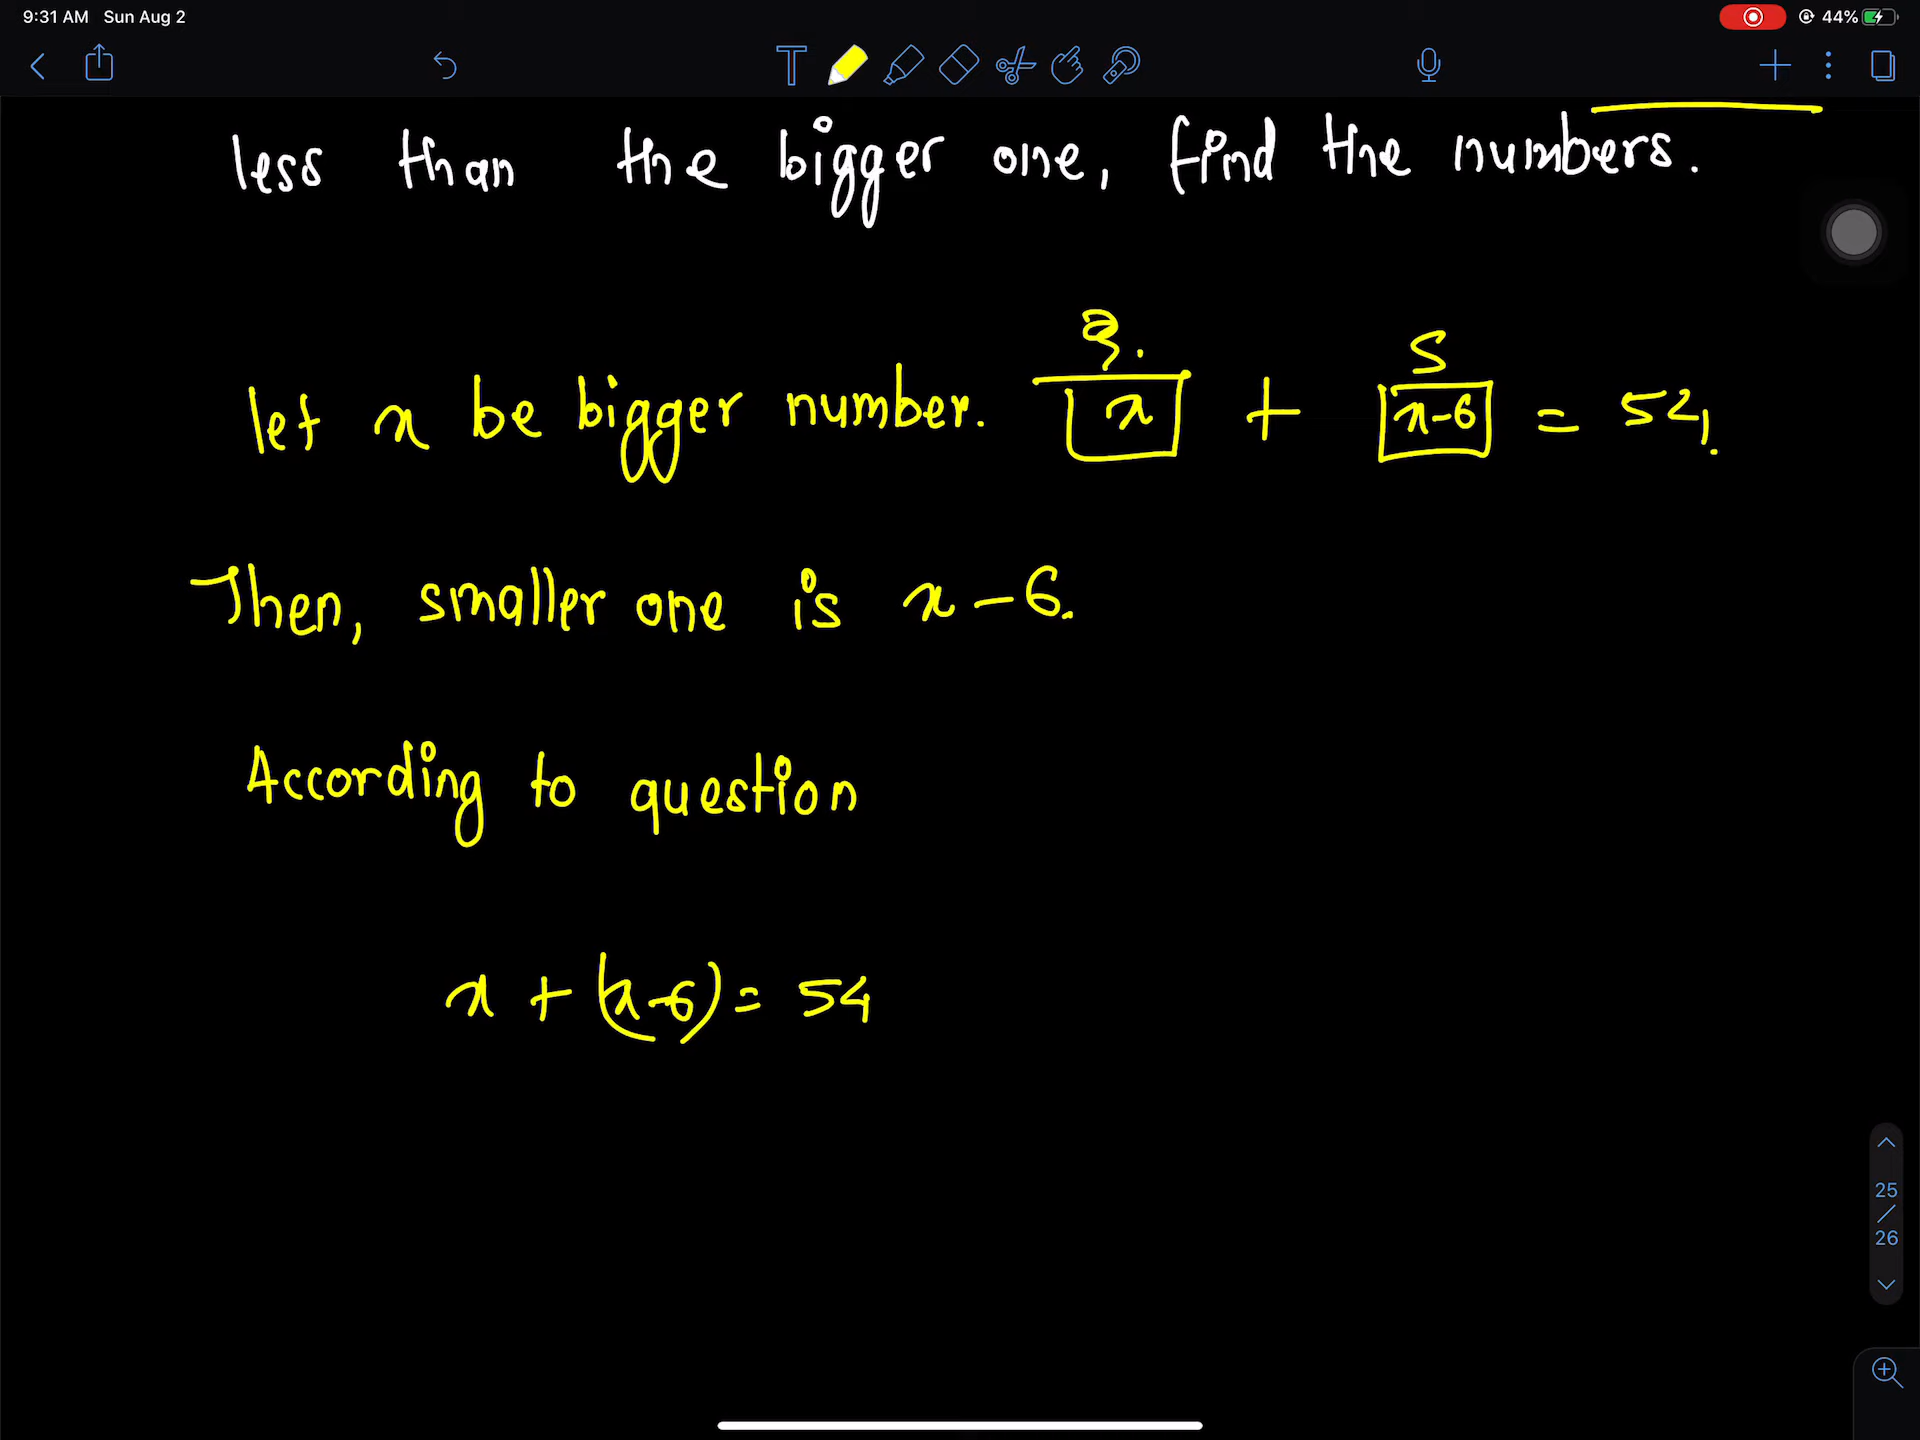 9:31 AM Sun Aug 2
44%
less than the bigger one, find the numbers.
let x be bigger number. x + x-6 = 54
S
Then, smaller one is x-6.
According to question
x + (x-6) = 54
25
/
26